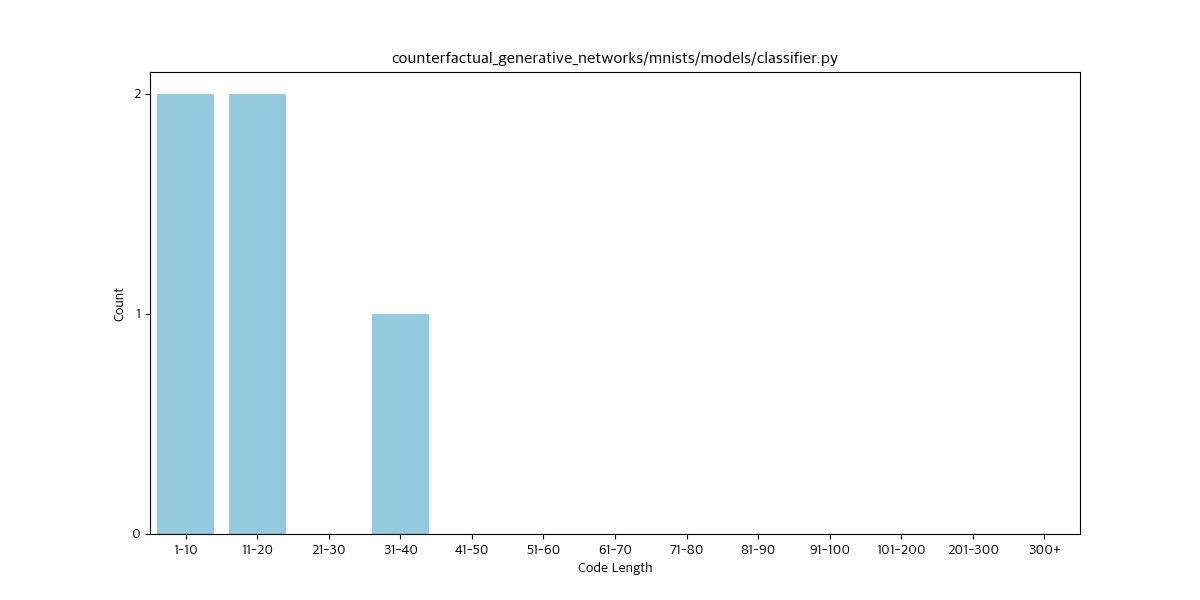 counterfactual_generative_networks/mnists/models/classifier.py
2
1
0
Count
1-10 11-20 21-30 31-40 41-50 51-60 61-70 71-80 81-90 91-100 101-200 201-300 300+
Code Length